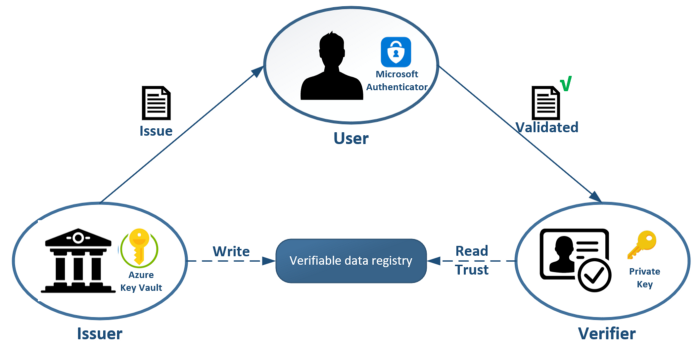 Microsoft
Authenticator
User
Issue
√
Validated
Azure
Key Vault
Issuer
Write
Verifiable data registry
Read
Trust
Private
Key
Verifier